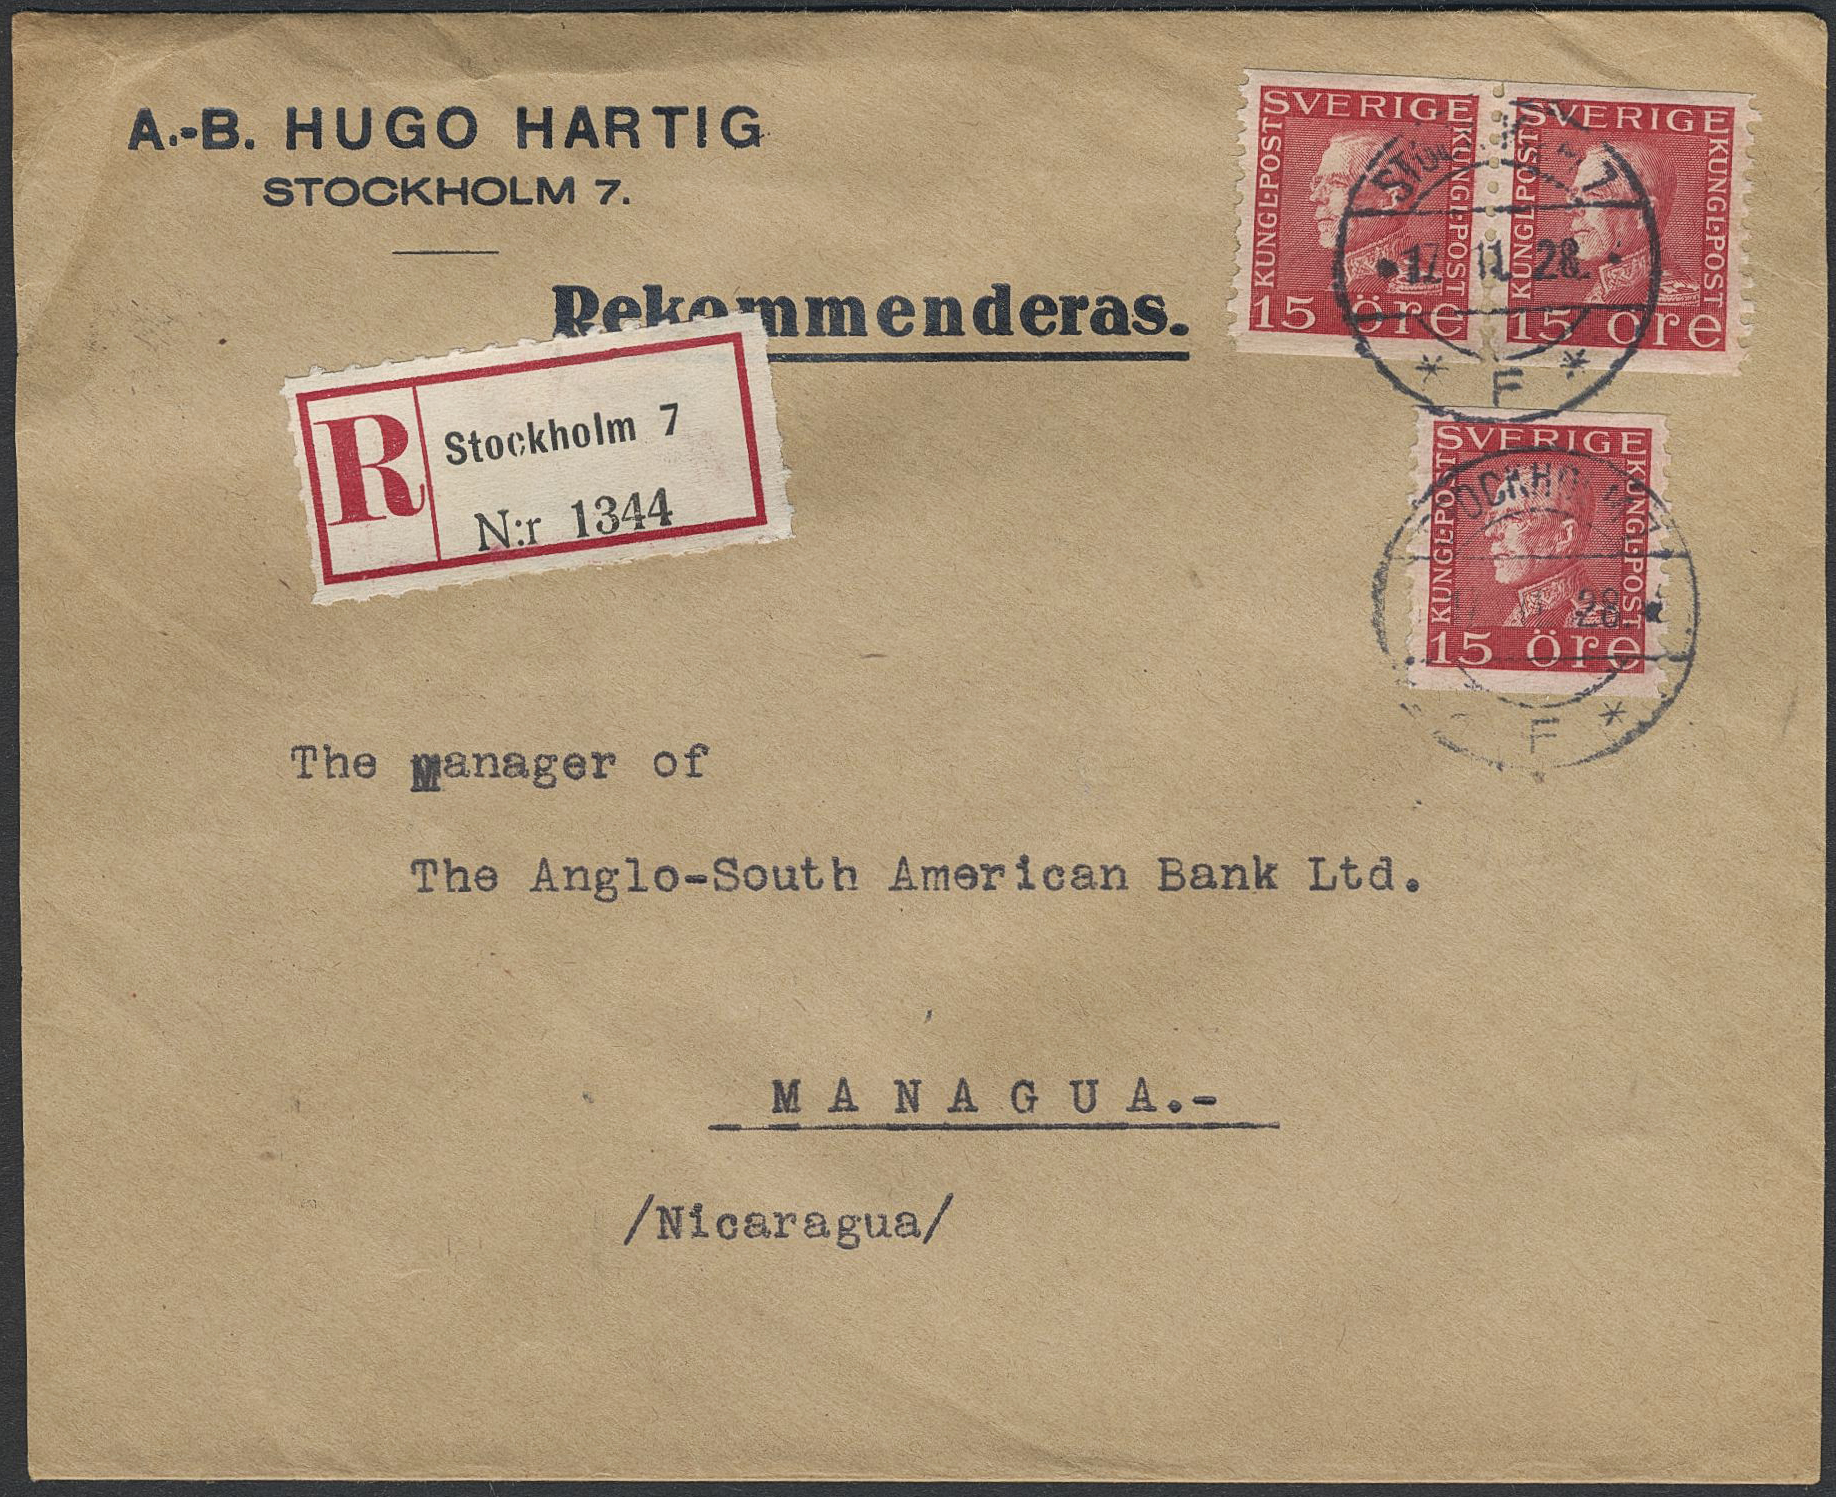 A.-B. HUGO HARTIG
STOCKHOLM 7.
Rekommenderas.
R
Stockholm 7
N:r 1344
SVERIGE
KUNGL·POST
KUNGL·POST
15 öre
SVERIGE
KUNGL·POST
KUNGL·POST
15 öre
7
17 11 28
F
SVERIGE
KUNGL·POST
KUNGL·POST
15 öre
28
F
The Manager of
The Anglo-South American Bank Ltd.
MANAGUA.-
/Nicaragua/